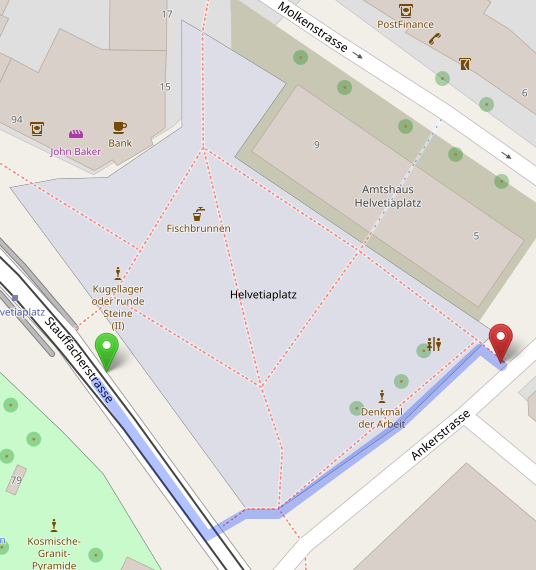 17
Molkenstrasse
PostFinance
15
6
94
John Baker
Bank
9
Amtshaus
Helvetiaplatz
Fischbrunnen
5
Kugellager
oder runde
Steine
(II)
Helvetiaplatz
vetiaplatz
Stauffacherstrasse
Denkmal
der Arbeit
Ankerstrasse
79
Kosmische-
Granit-
Pyramide
n